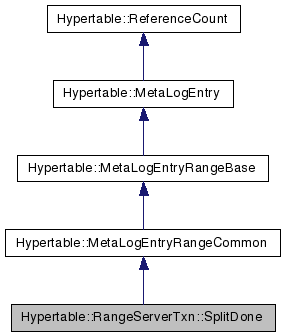 Hypertable::ReferenceCount
Hypertable::MetaLogEntry
Hypertable::MetaLogEntryRangeBase
Hypertable::MetaLogEntryRangeCommon
Hypertable::RangeServerTxn::SplitDone